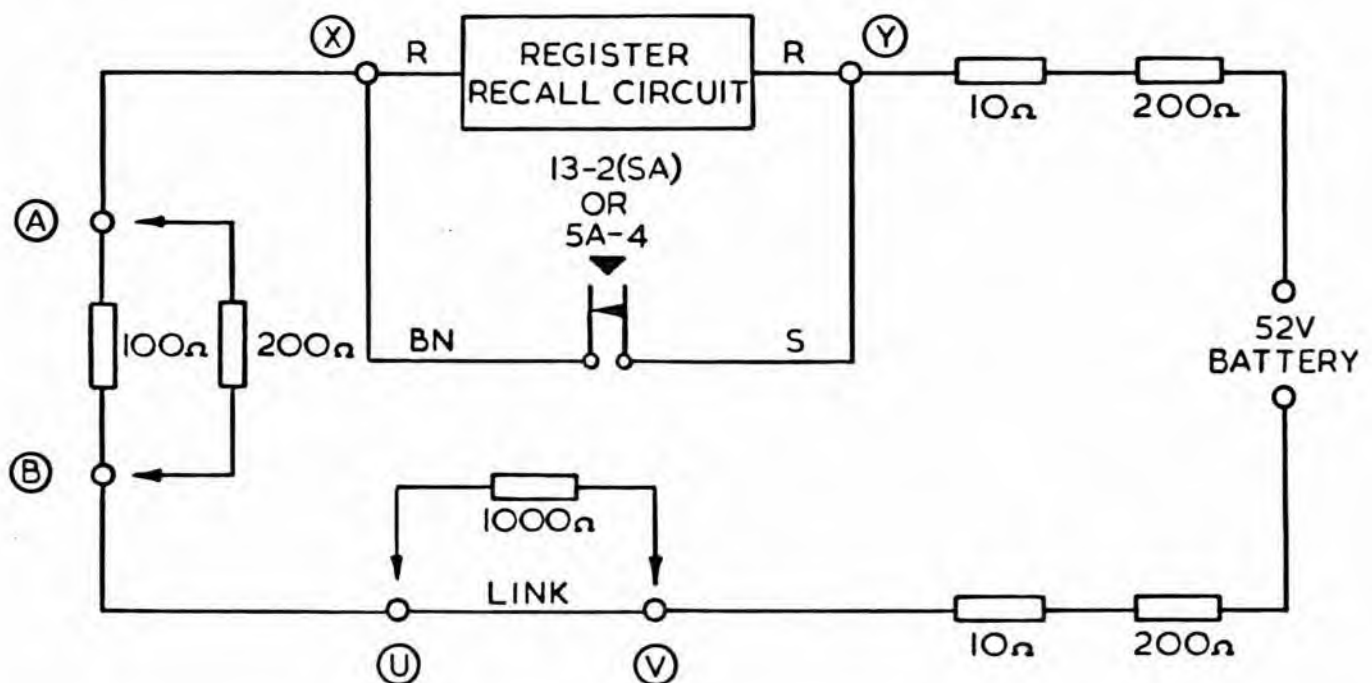 X
R
REGISTER
RECALL CIRCUIT
R
Y
10Ω
200Ω
13-2(SA)
OR
5A-4
A
100Ω
200Ω
BN
S
52V
BATTERY
B
1000Ω
LINK
U
V
10Ω
200Ω